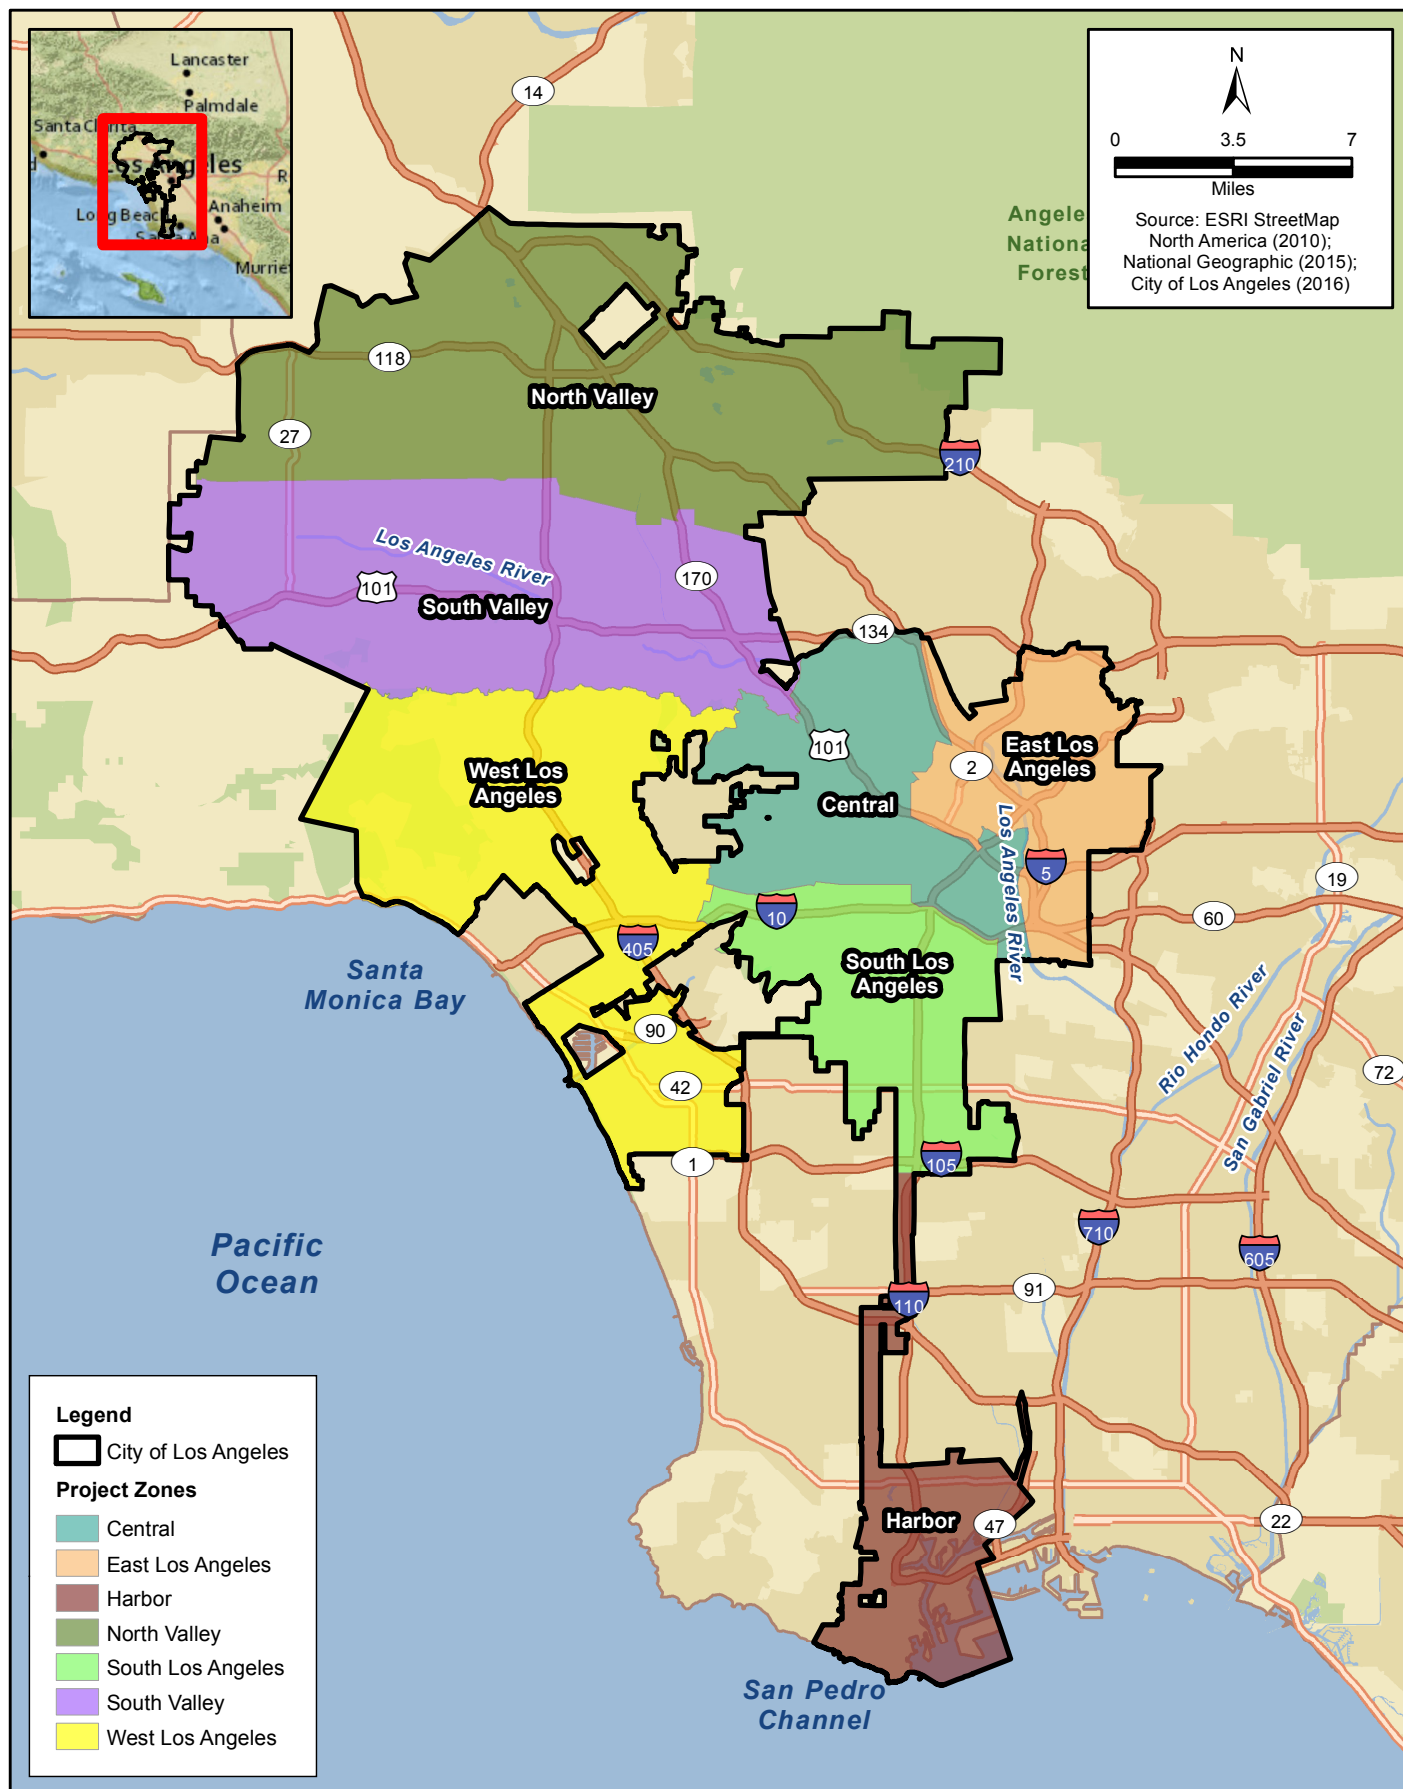 Lancaster
Palmdale
Santa Clarita
Los Angeles
Long Beach
Anaheim
Santa Ana
14
N
0 3.5 7
Miles
Source: ESRI StreetMap
North America (2010);
National Geographic (2015);
City of Los Angeles (2016)
Angele
Nationa
Forest
118
North Valley
27
210
Los Angeles River
101
170
South Valley
134
101
East Los
Angeles
2
West Los
Angeles
Central
Los Angeles River
5
19
10
60
405
South Los
Angeles
Santa
Monica Bay
90
Rio Hondo River
San Gabriel River
72
42
1
105
710
605
Pacific
Ocean
91
110
Harbor
47
22
San Pedro
Channel
Legend
City of Los Angeles
Project Zones
Central
East Los Angeles
Harbor
North Valley
South Los Angeles
South Valley
West Los Angeles